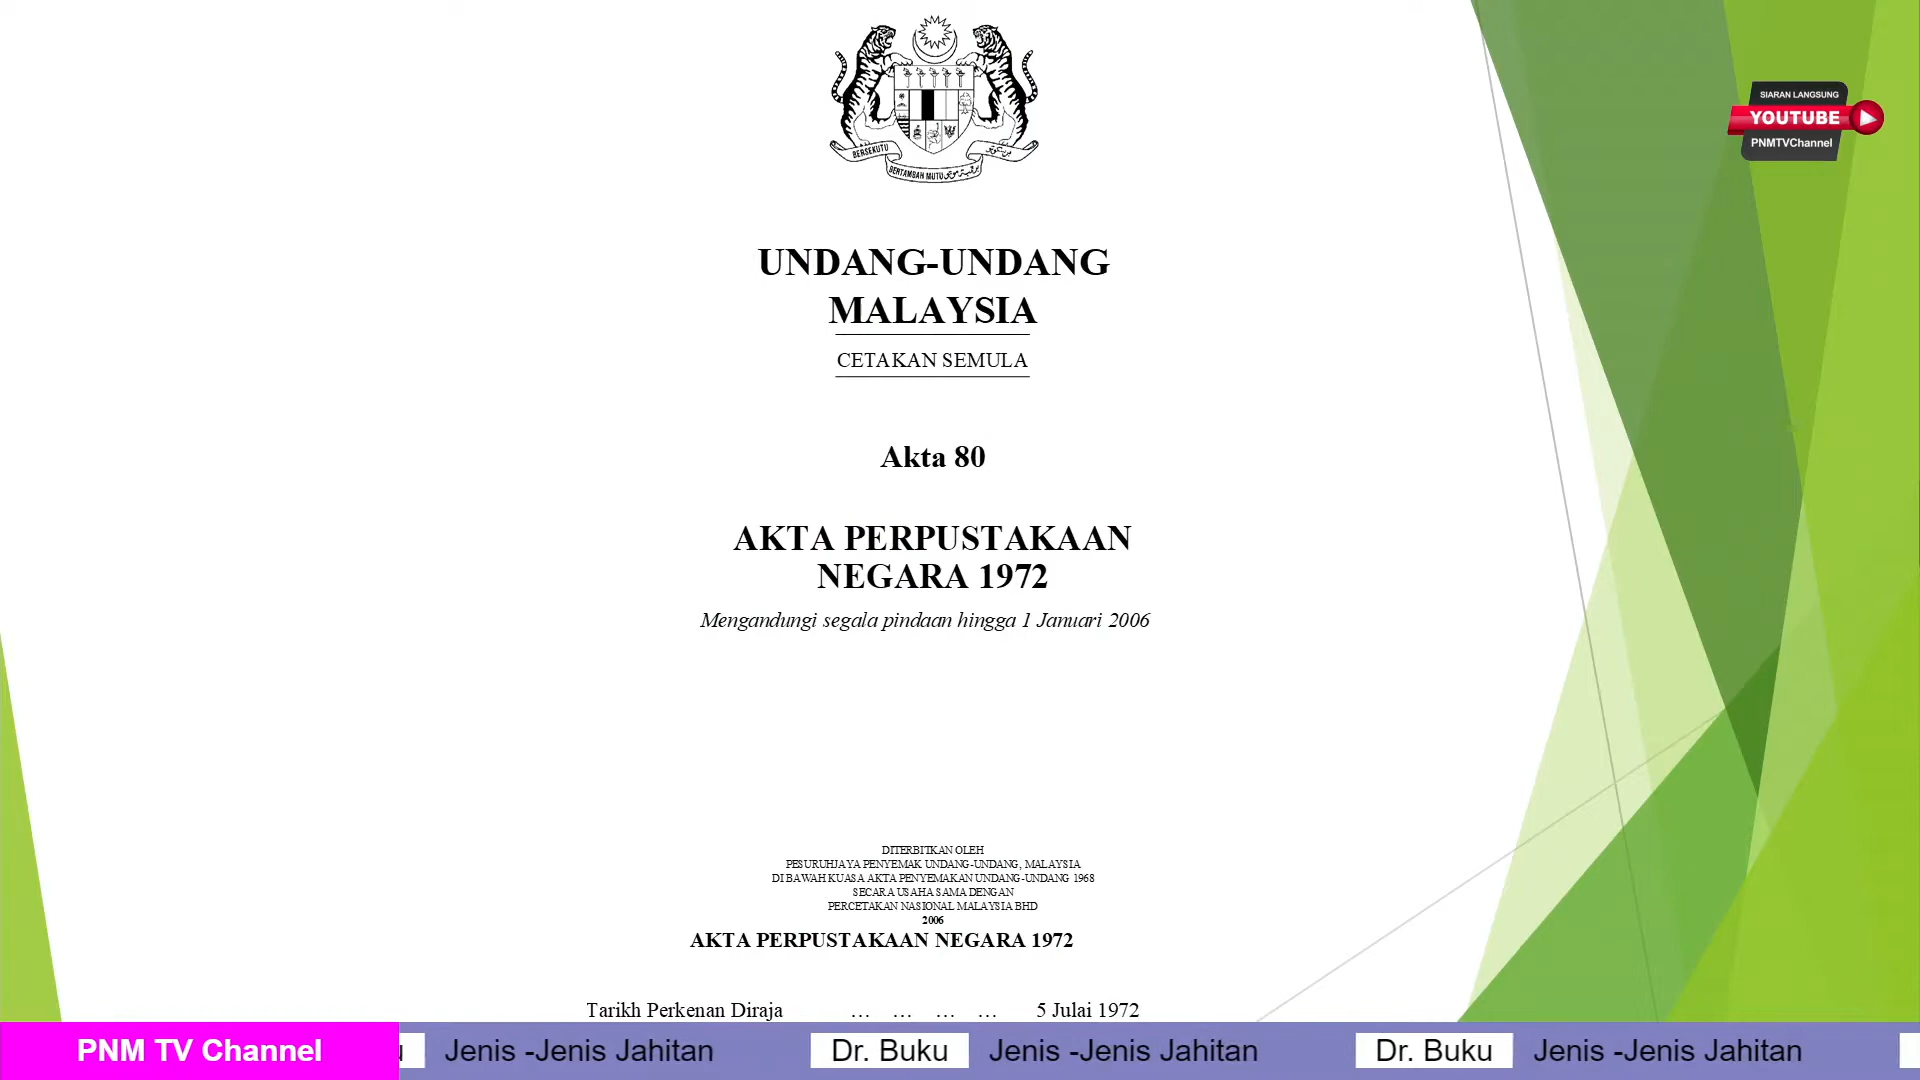 BERSEKUTU
BERTAMBAH MUTU
SIARAN LANGSUNG
YOUTUBE
PNMTVChannel
UNDANG-UNDANG
MALAYSIA
CETAKAN SEMULA
Akta 80
AKTA PERPUSTAKAAN
NEGARA 1972
Mengandungi segala pindaan hingga 1 Januari 2006
DITERBITKAN OLEH
PESURUHJAYA PENYEMAK UNDANG-UNDANG, MALAYSIA
DI BAWAH KUASA AKTA PENYEMAKAN UNDANG-UNDANG 1968
SECARA USAHA SAMA DENGAN
PERCETAKAN NASIONAL MALAYSIA BHD
2006
AKTA PERPUSTAKAAN NEGARA 1972
Tarikh Perkenan Diraja … … … … 5 Julai 1972
PNM TV Channel Jenis -Jenis Jahitan Dr. Buku Jenis -Jenis Jahitan Dr. Buku Jenis -Jenis Jahitan